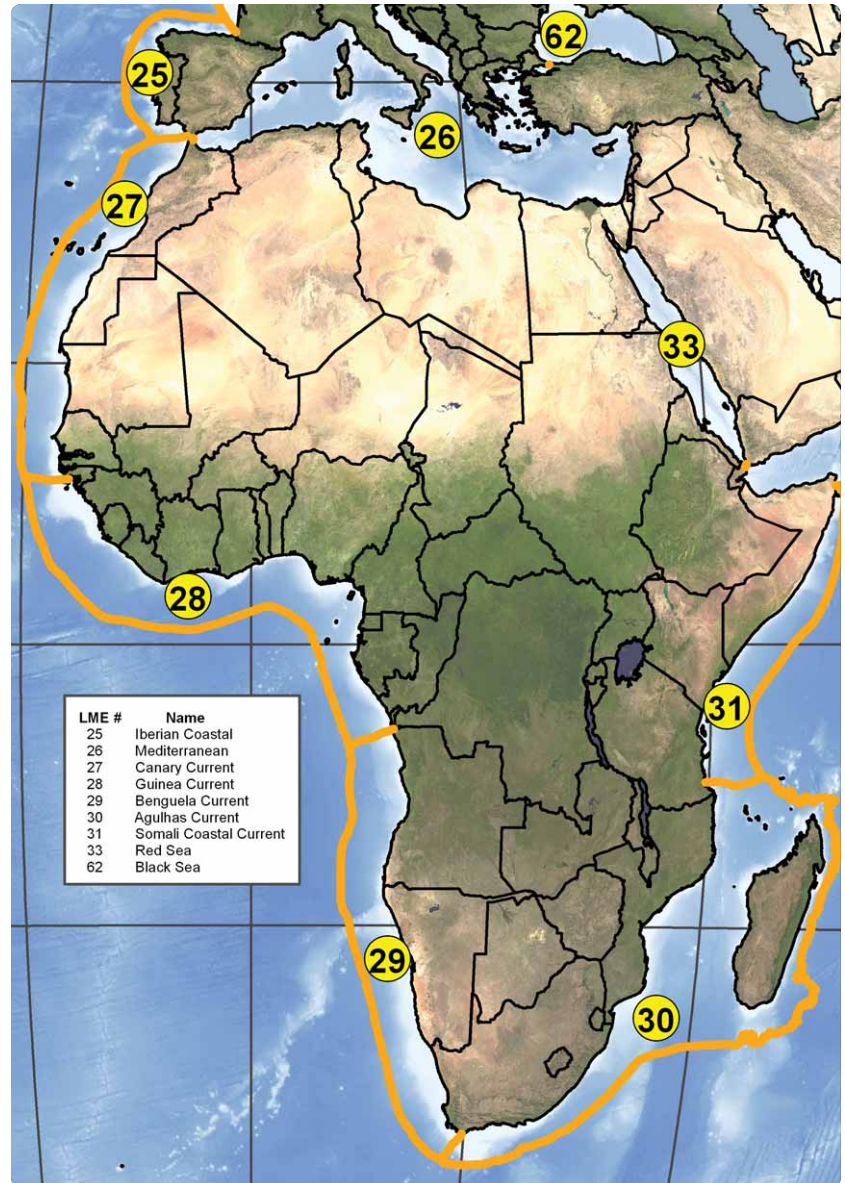 62
25
26
27
33
28
31
LME # Name
25 Iberian Coastal
26 Mediterranean
27 Canary Current
28 Guinea Current
29 Benguela Current
30 Agulhas Current
31 Somali Coastal Current
33 Red Sea
62 Black Sea
29
30